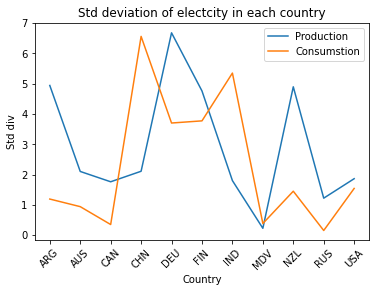 Std deviation of electcity in each country
Production
Consumstion
7
6
5
4
3
2
1
0
Std div
ARG
AUS
CAN
CHN
DEU
FIN
IND
MDV
NZL
RUS
USA
Country